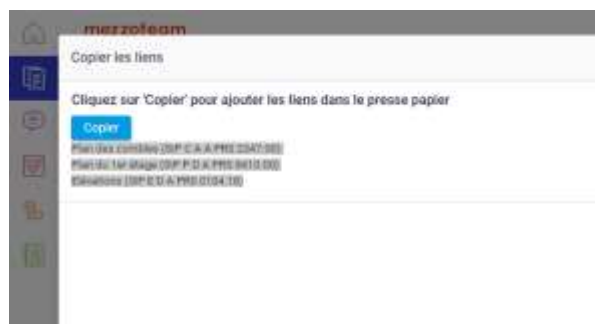 mezzoteam
Copier les liens
Cliquez sur 'Copier' pour ajouter les liens dans le presse papier
Copier
Plan des combles
Plan du 1er étage
Elévations